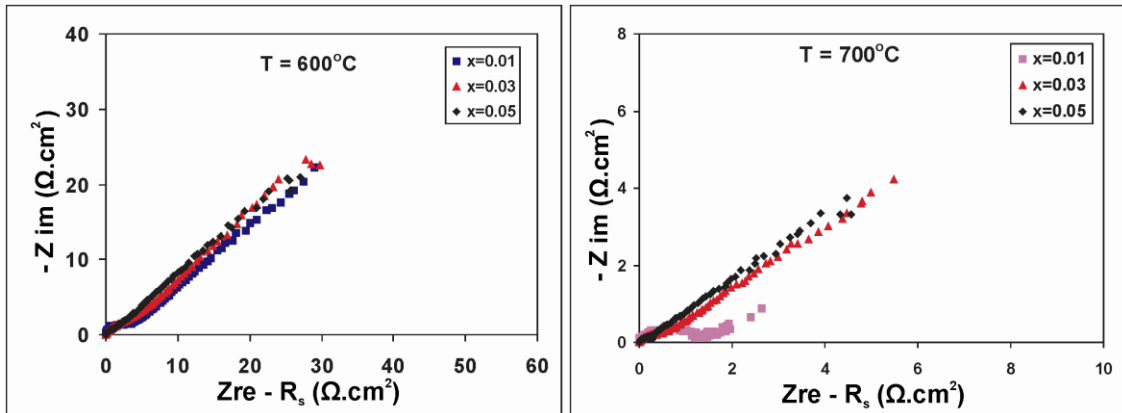 T = 600°C
x=0.01
x=0.03
x=0.05
- Z im (Ω.cm²)
40
30
20
10
0
0 10 20 30 40 50 60
Zre - Rₛ (Ω.cm²)
T = 700°C
x=0.01
x=0.03
x=0.05
- Z im (Ω.cm²)
8
6
4
2
0
0 2 4 6 8 10
Zre - Rₛ (Ω.cm²)